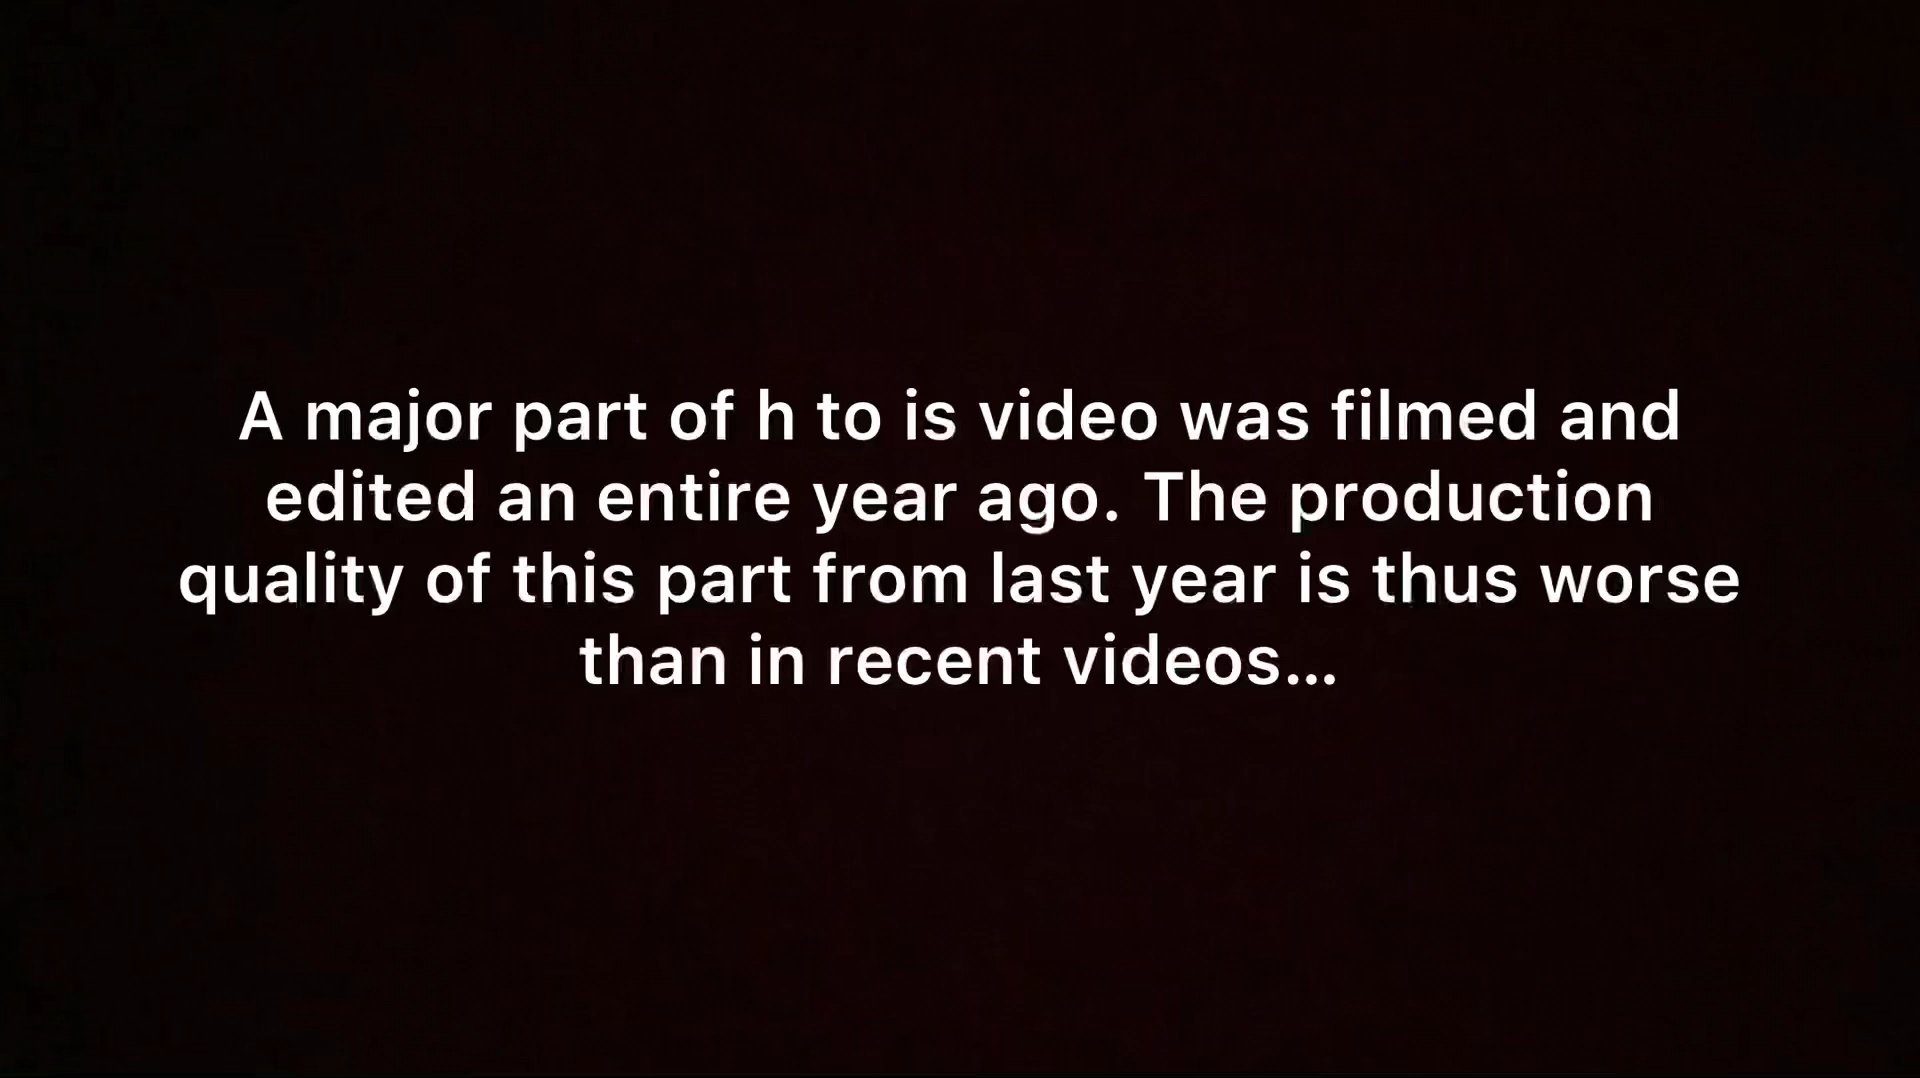 A major part of h to is video was filmed and
edited an entire year ago. The production
quality of this part from last year is thus worse
than in recent videos...